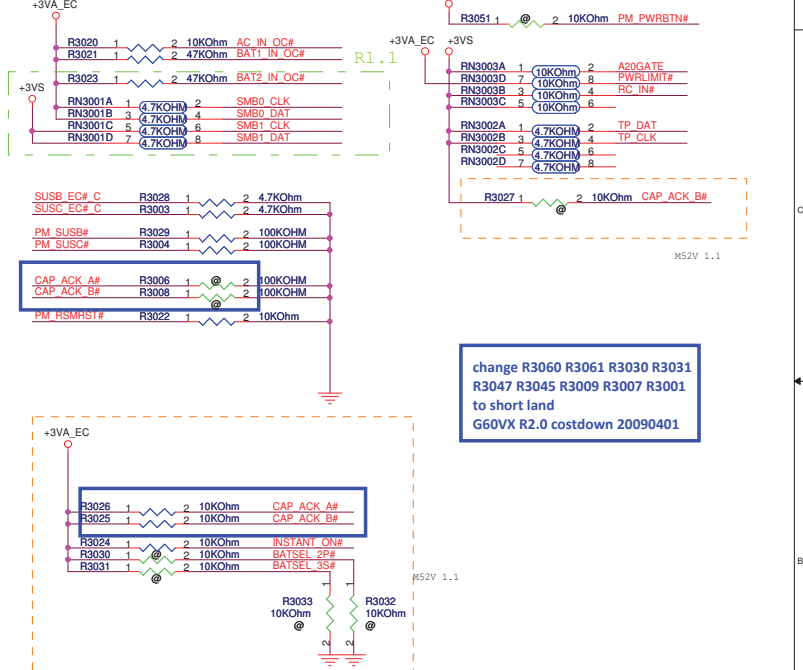 +3VA_EC
R3020 1 2 10KOhm AC_IN_OC#
R3021 1 2 47KOhm BAT1_IN_OC#
R1.1
R3023 1 2 47KOhm BAT2_IN_OC#
+3VS
RN3001A 1 4.7KOHM 2 SMB0_CLK
RN3001B 3 4.7KOHM 4 SMB0_DAT
RN3001C 5 4.7KOHM 6 SMB1_CLK
RN3001D 7 4.7KOHM 8 SMB1_DAT
R3051 1 @ 2 10KOhm PM_PWRBTN#
+3VA_EC +3VS
RN3003A 1 10KOhm 2 A20GATE
RN3003D 7 10KOhm 8 PWRLIMIT#
RN3003B 3 10KOhm 4 RC_IN#
RN3003C 5 10KOhm 6
RN3002A 1 4.7KOHM 2 TP_DAT
RN3002B 3 4.7KOHM 4 TP_CLK
RN3002C 5 4.7KOHM 6
RN3002D 7 4.7KOHM 8
R3027 1 2 10KOhm CAP_ACK_B#
@
M52V 1.1
C
SUSB_EC#_C R3028 1 2 4.7KOhm
SUSC_EC#_C R3003 1 2 4.7KOhm
PM_SUSB# R3029 1 2 100KOHM
PM_SUSC# R3004 1 2 100KOHM
CAP_ACK_A# R3006 1 @ 2 100KOHM
CAP_ACK_B# R3008 1 2 100KOHM
@
PM_RSMRST# R3022 1 2 10KOhm
change R3060 R3061 R3030 R3031
R3047 R3045 R3009 R3007 R3001
to short land
G60VX R2.0 costdown 20090401
+3VA_EC
R3026 1 2 10KOhm CAP_ACK_A#
R3025 1 2 10KOhm CAP_ACK_B#
R3024 1 2 10KOhm INSTANT_ON#
R3030 1 @ 2 10KOhm BATSEL_2P#
R3031 1 2 10KOhm BATSEL_3S#
@
M52V 1.1
B
1 1
R3033 R3032
10KOhm 10KOhm
@ @
2 2